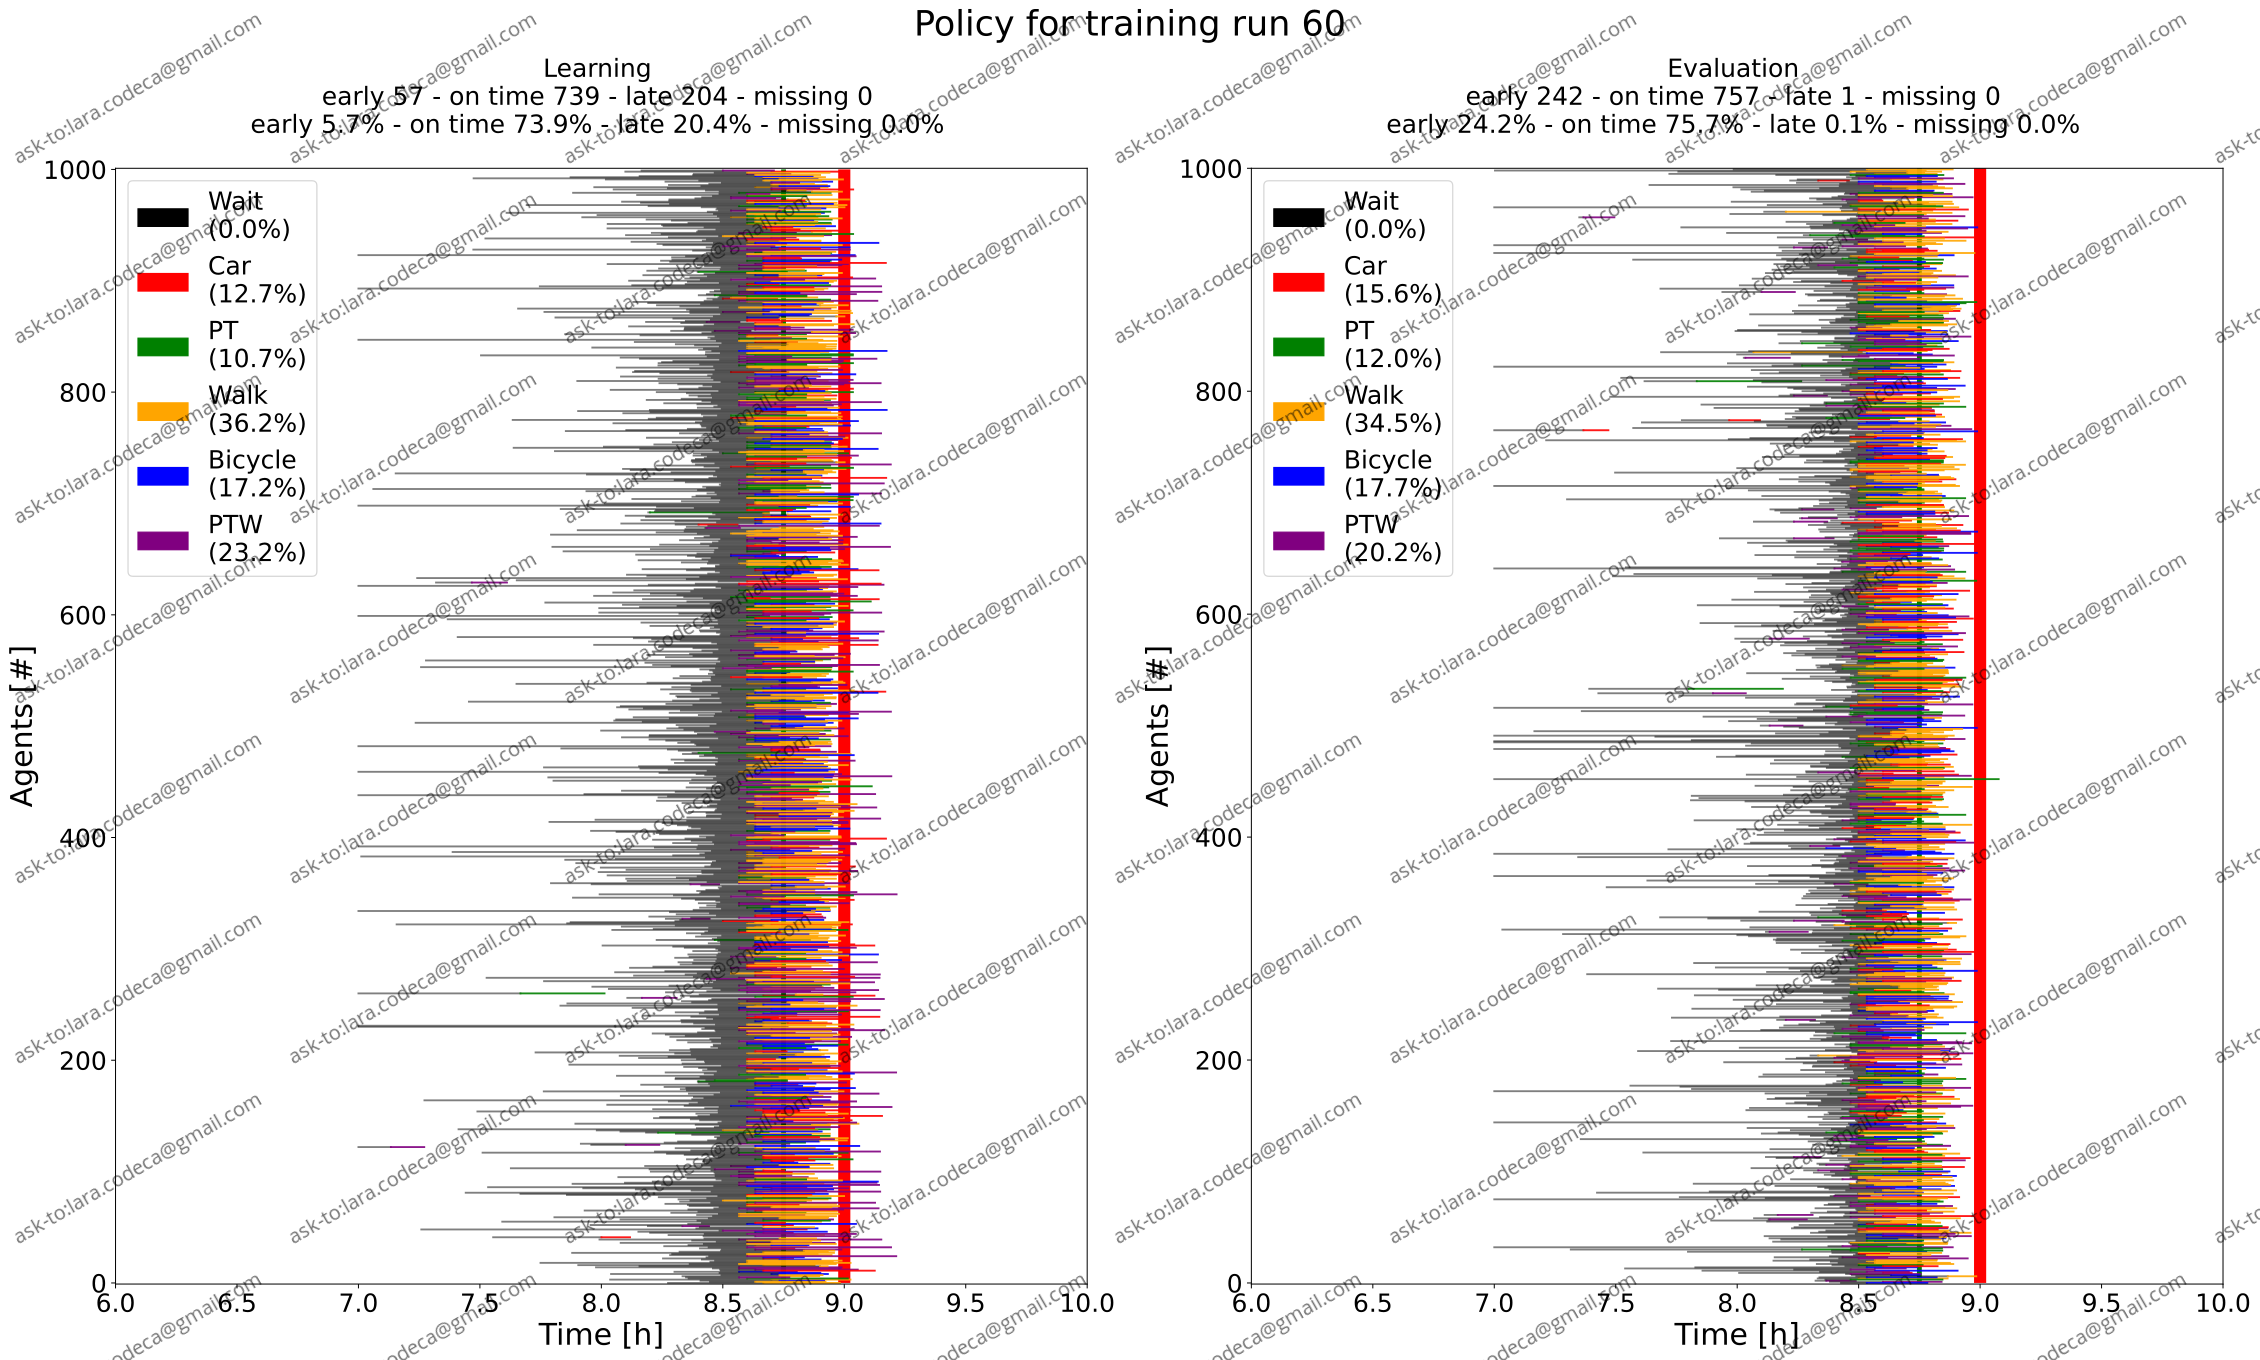 Policy for training run 60
Learning
early 57 - on time 739 - late 204 - missing 0
early 5.7% - on time 73.9% - late 20.4% - missing 0.0%
1000
800
600
400
200
0
Agents [#]
Wait
(0.0%)
Car
(12.7%)
PT
(10.7%)
Walk
(36.2%)
Bicycle
(17.2%)
PTW
(23.2%)
6.0 6.5 7.0 7.5 8.0 8.5 9.0 9.5 10.0
Time [h]
Evaluation
early 242 - on time 757 - late 1 - missing 0
early 24.2% - on time 75.7% - late 0.1% - missing 0.0%
1000
800
600
400
200
0
Agents [#]
Wait
(0.0%)
Car
(15.6%)
PT
(12.0%)
Walk
(34.5%)
Bicycle
(17.7%)
PTW
(20.2%)
6.0 6.5 7.0 7.5 8.0 8.5 9.0 9.5 10.0
Time [h]
ask-to:lara.codeca@gmail.com